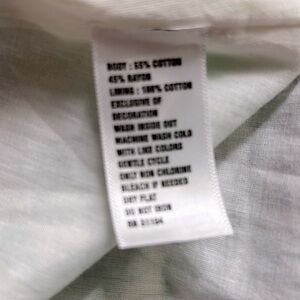 BODY : 55% COTTON
45% RAYON
LINING : 100% COTTON
EXCLUSIVE OF
DECORATION
WASH INSIDE OUT
MACHINE WASH COLD
WITH LIKE COLORS
GENTLE CYCLE
ONLY NON CHLORINE
BLEACH IF NEEDED
DRY FLAT
DO NOT IRON